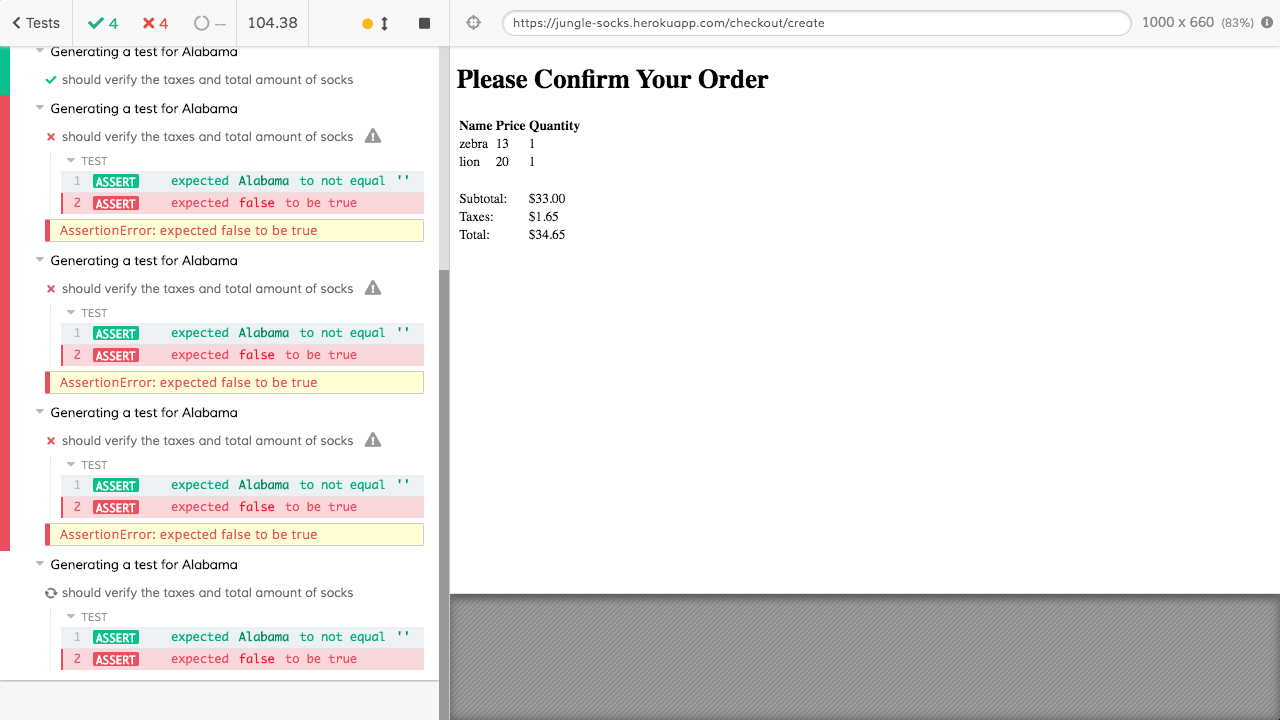 Tests 4 4 -- 104.38 https://jungle-socks.herokuapp.com/checkout/create 1000 x 660 (83%)
Generating a test for Alabama
should verify the taxes and total amount of socks
Generating a test for Alabama
should verify the taxes and total amount of socks
TEST
1 ASSERT expected Alabama to not equal ''
2 ASSERT expected false to be true
AssertionError: expected false to be true
Generating a test for Alabama
should verify the taxes and total amount of socks
TEST
1 ASSERT expected Alabama to not equal ''
2 ASSERT expected false to be true
AssertionError: expected false to be true
Generating a test for Alabama
should verify the taxes and total amount of socks
TEST
1 ASSERT expected Alabama to not equal ''
2 ASSERT expected false to be true
AssertionError: expected false to be true
Generating a test for Alabama
should verify the taxes and total amount of socks
TEST
1 ASSERT expected Alabama to not equal ''
2 ASSERT expected false to be true
Please Confirm Your Order
Name Price Quantity
zebra 13 1
lion 20 1
Subtotal: $33.00
Taxes: $1.65
Total: $34.65